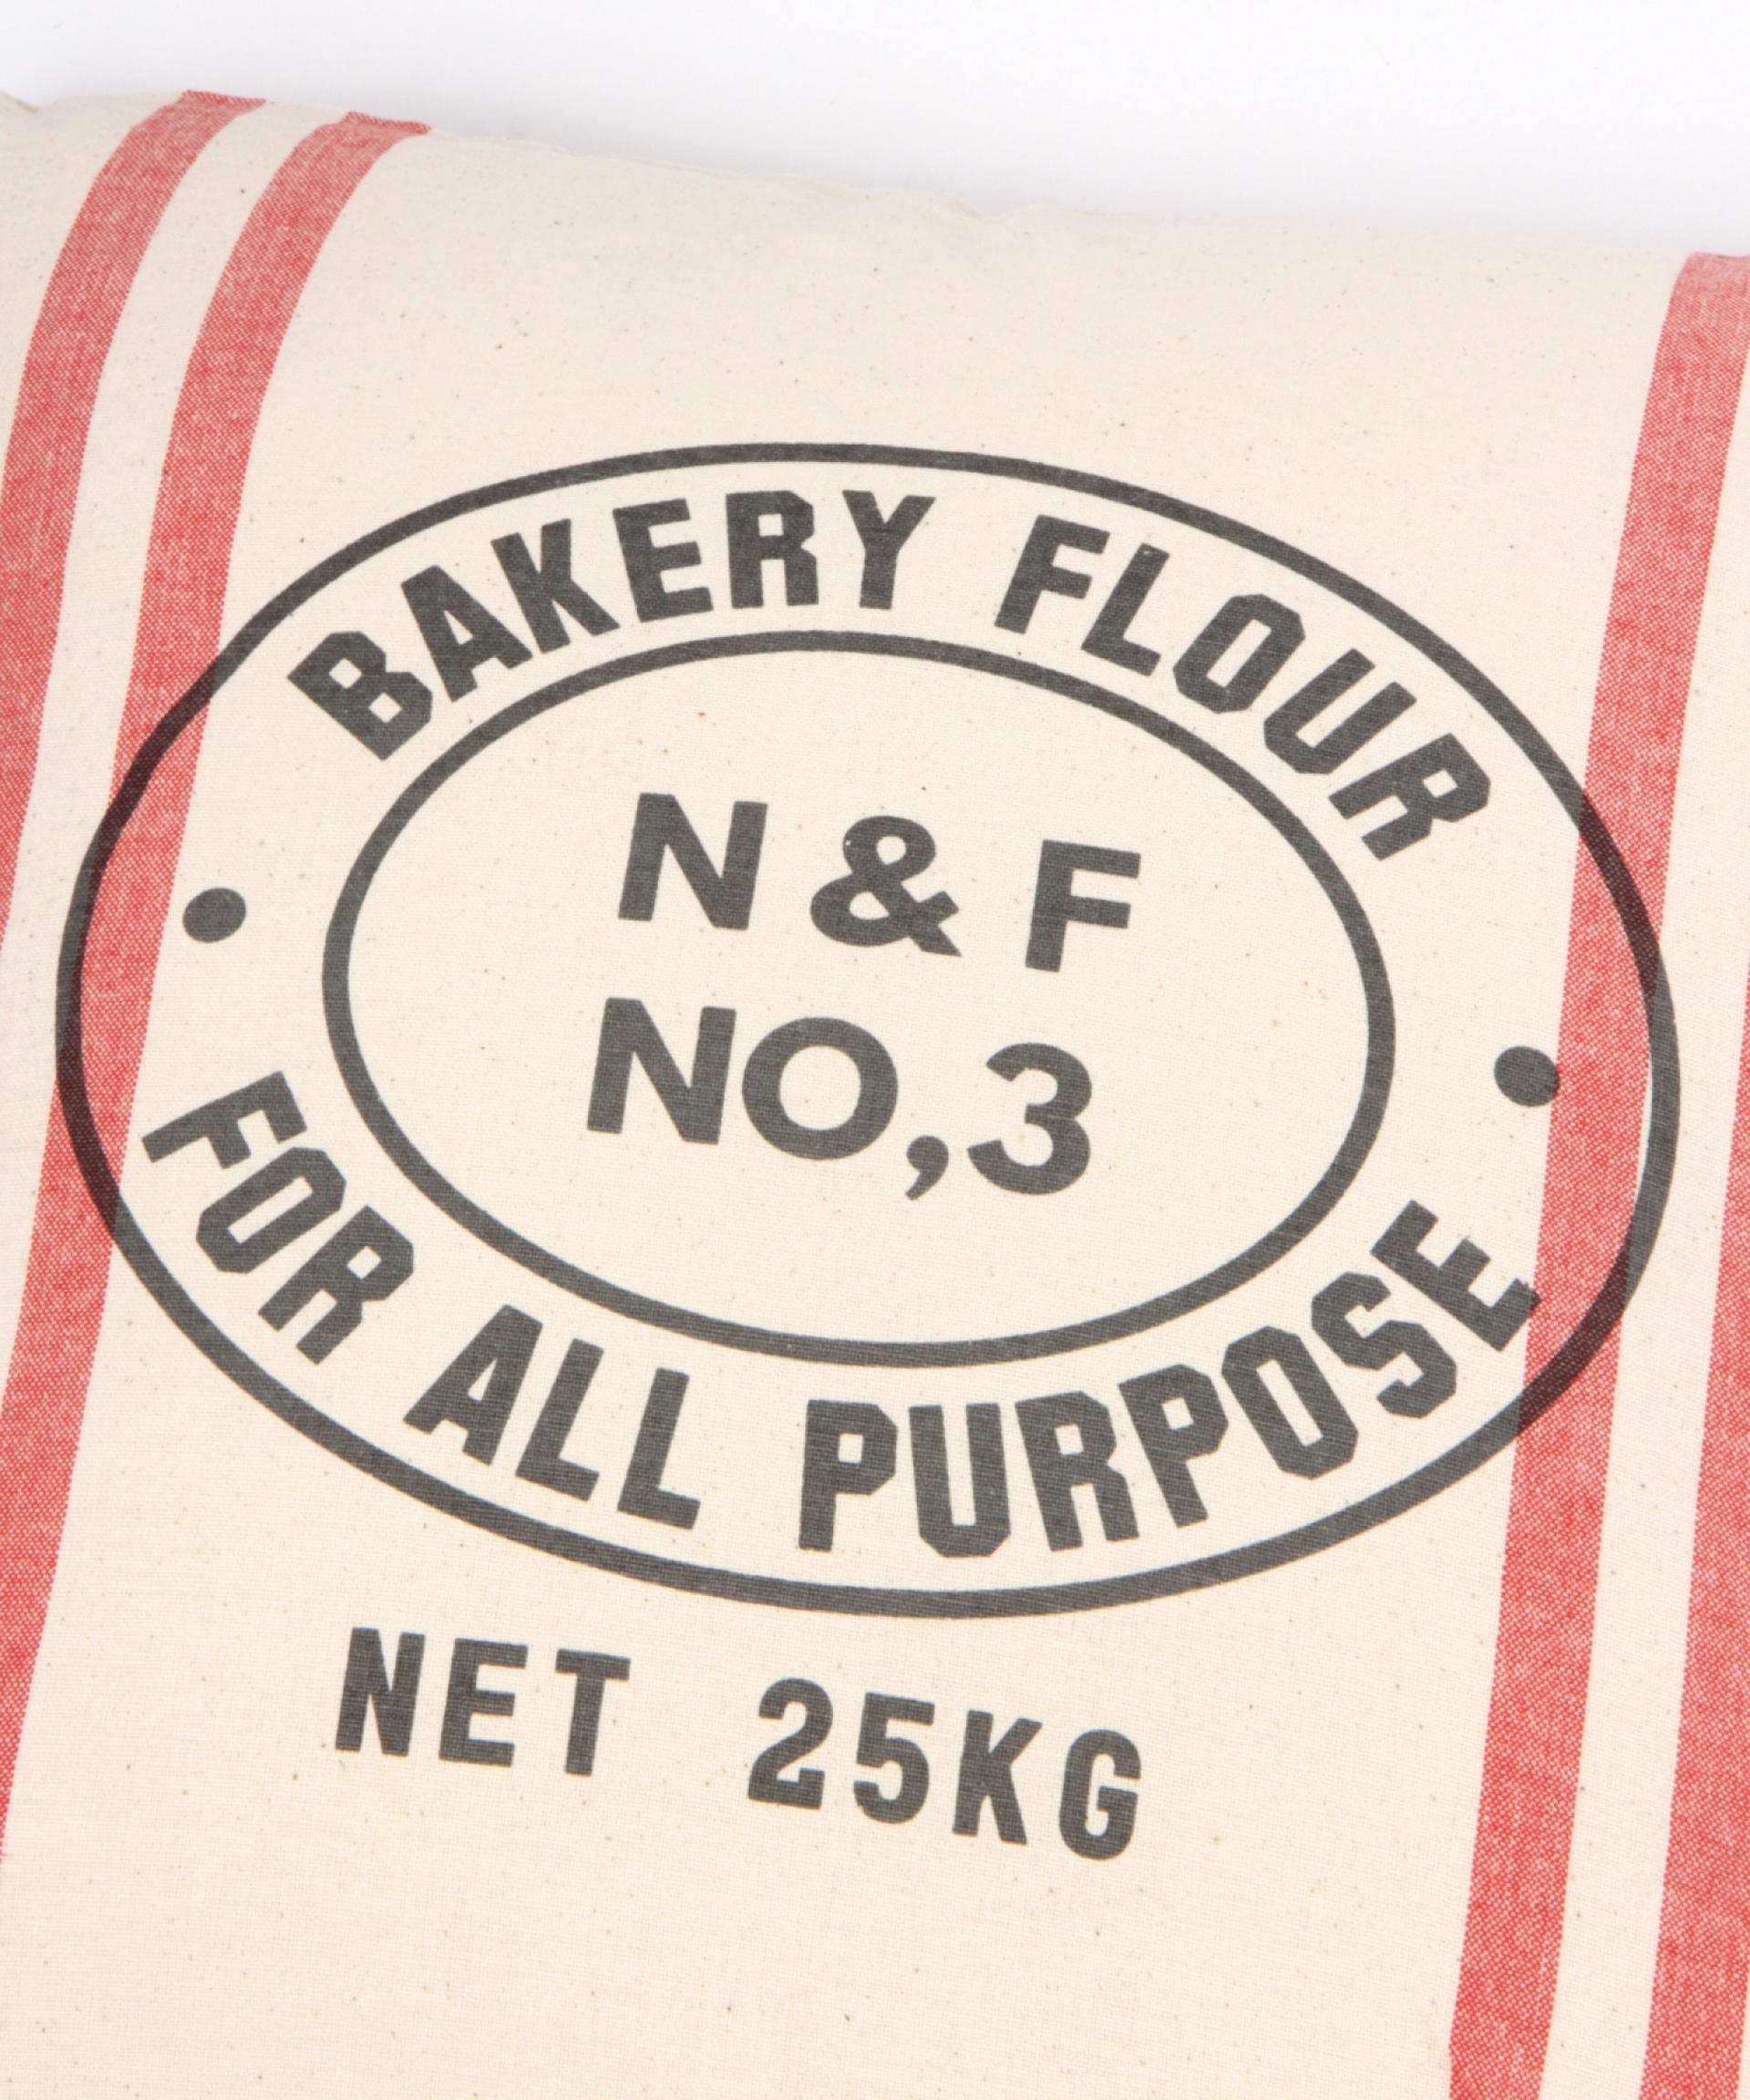 BAKERY FLOUR
N & F
NO,3
FOR ALL PURPOSE
NET 25KG